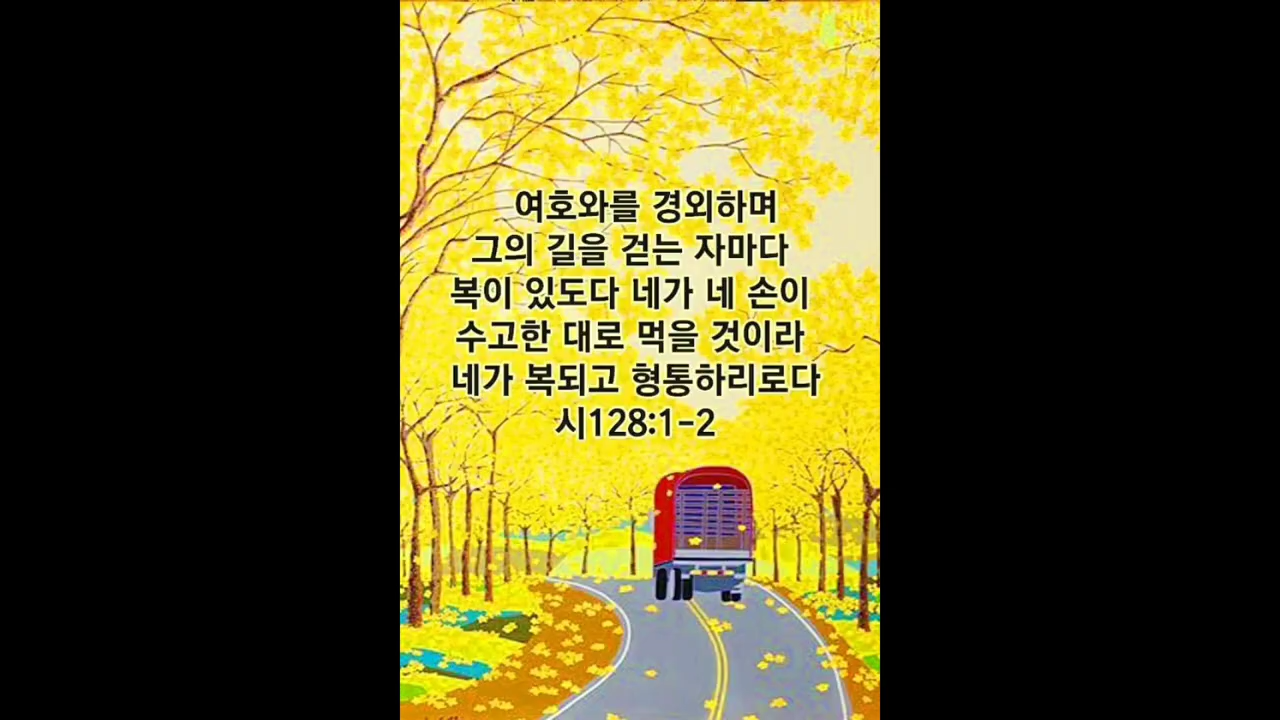 여호와를 경외하며
그의 길을 걷는 자마다
복이 있도다 네가 네 손이
수고한 대로 먹을 것이라
네가 복되고 형통하리로다
시128:1-2